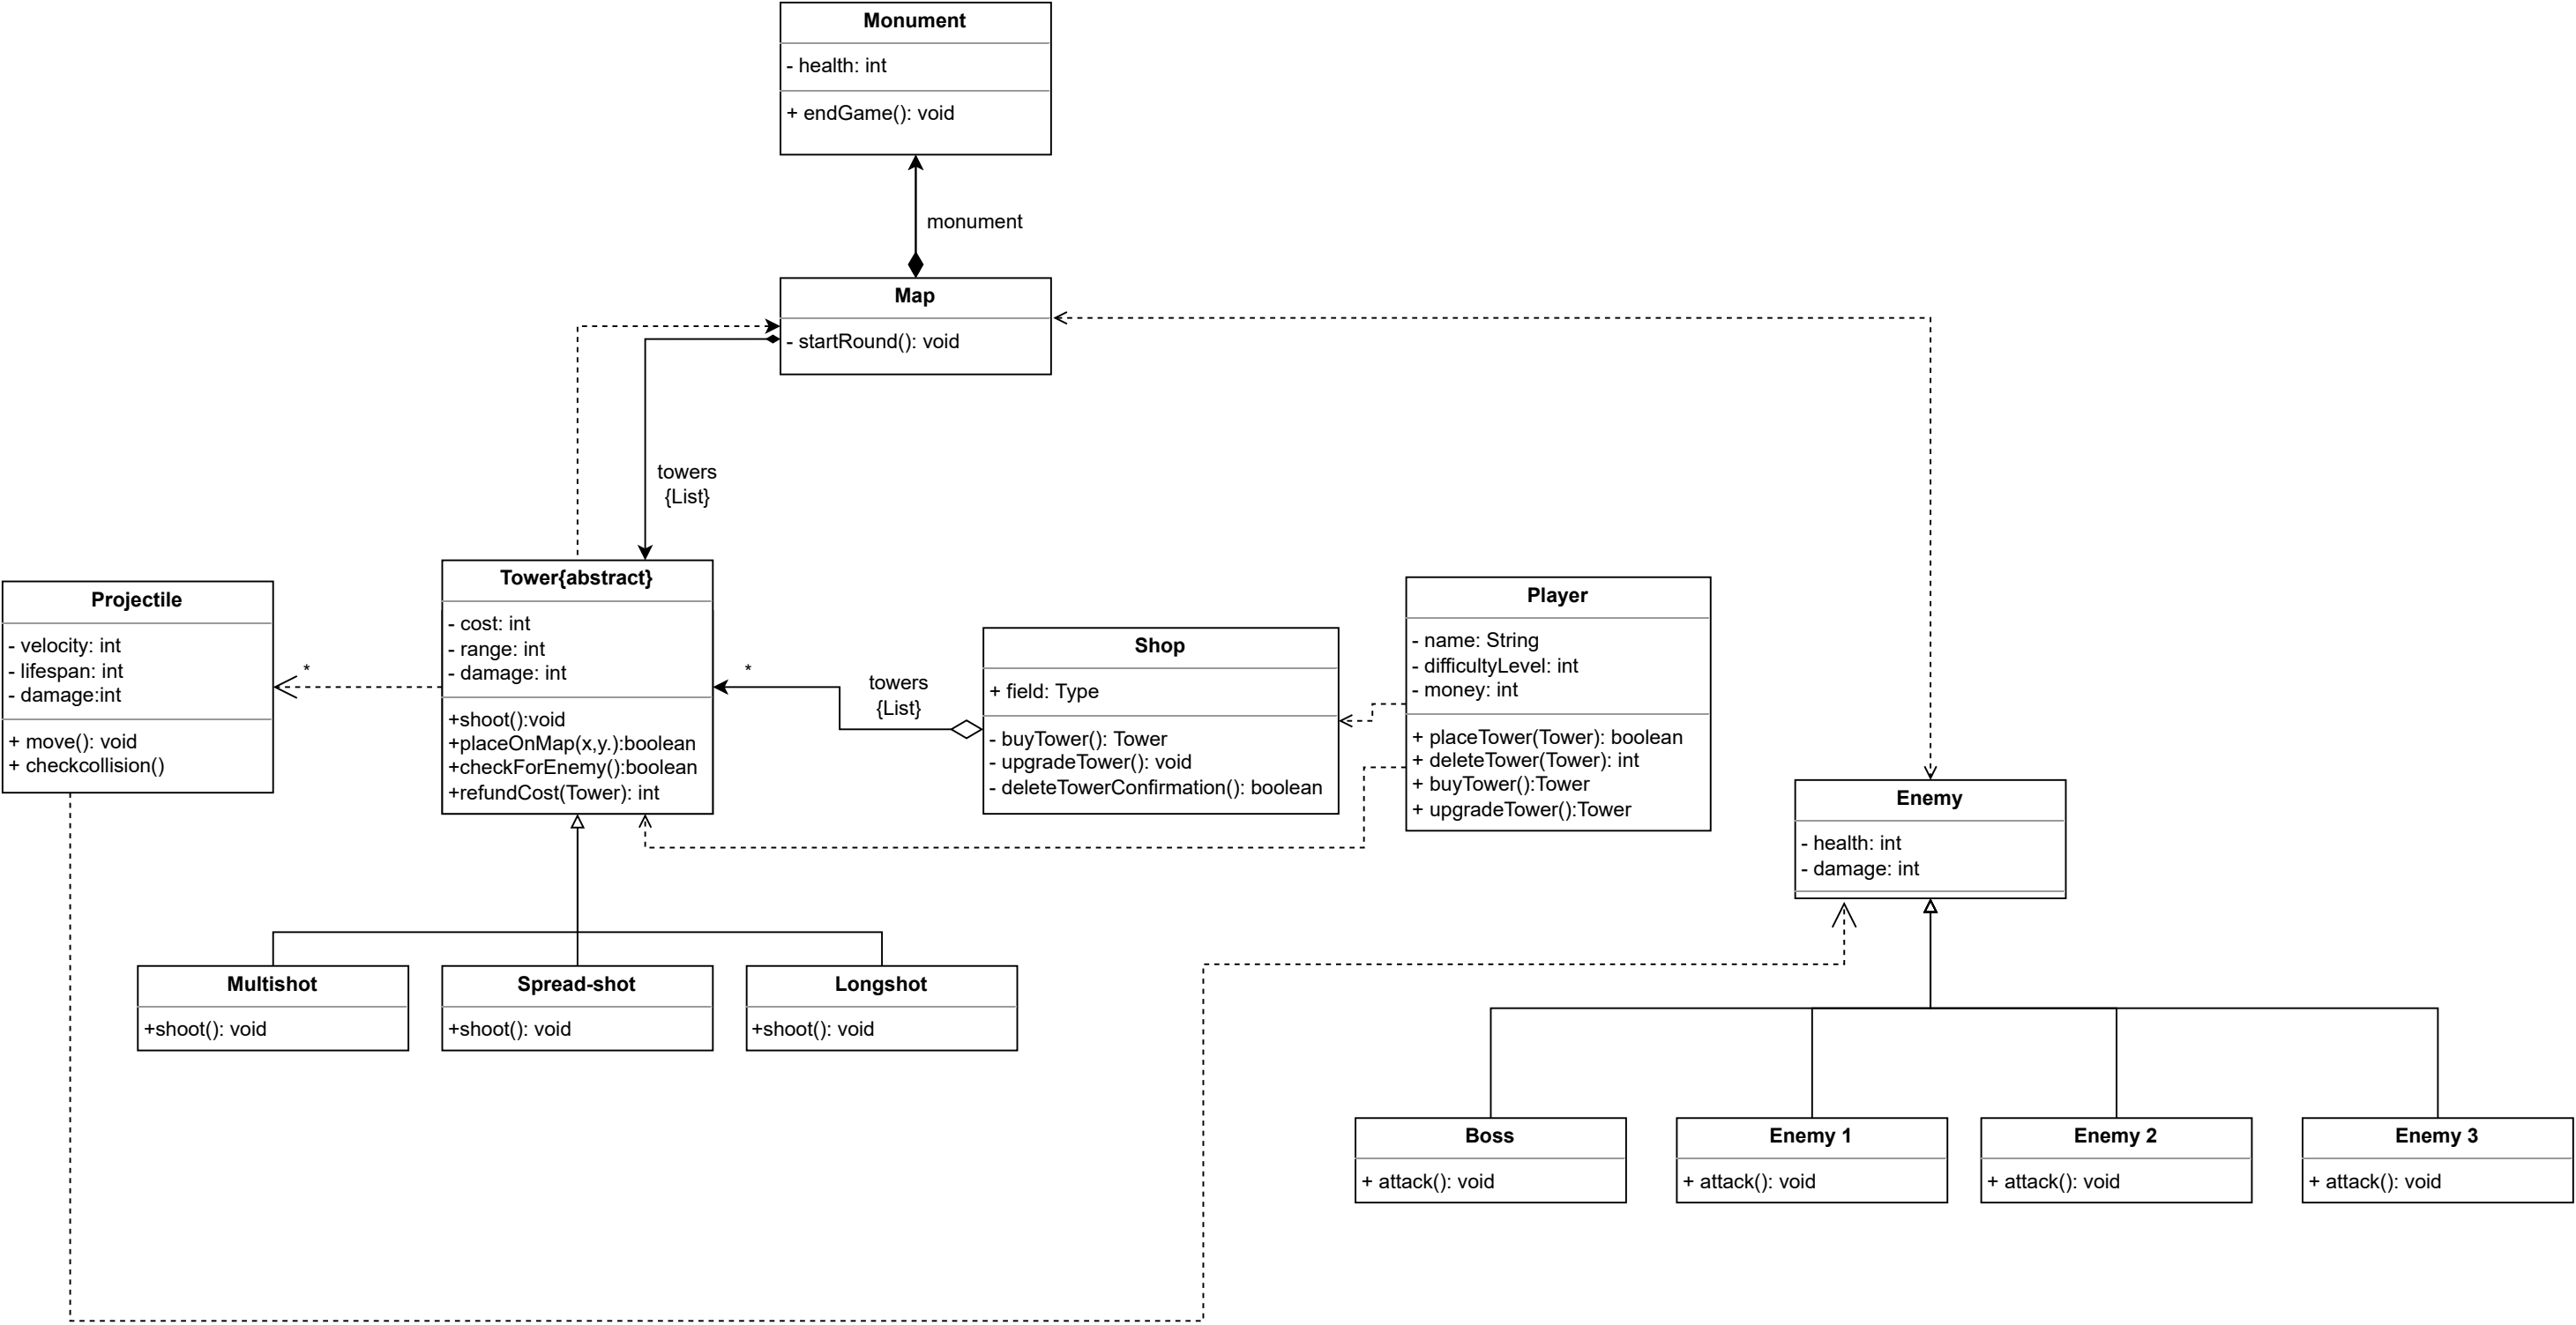 Monument
- health: int
+ endGame(): void
monument
Map
- startRound(): void
towers
{List}
Projectile
- velocity: int
- lifespan: int
- damage:int
+ move(): void
+ checkcollision()
*
Tower{abstract}
- cost: int
- range: int
- damage: int
+shoot():void
+placeOnMap(x,y.):boolean
+checkForEnemy():boolean
+refundCost(Tower): int
*
towers
{List}
Shop
+ field: Type
- buyTower(): Tower
- upgradeTower(): void
- deleteTowerConfirmation(): boolean
Player
- name: String
- difficultyLevel: int
- money: int
+ placeTower(Tower): boolean
+ deleteTower(Tower): int
+ buyTower():Tower
+ upgradeTower():Tower
Enemy
- health: int
- damage: int
Multishot
+shoot(): void
Spread-shot
+shoot(): void
Longshot
+shoot(): void
Boss
+ attack(): void
Enemy 1
+ attack(): void
Enemy 2
+ attack(): void
Enemy 3
+ attack(): void